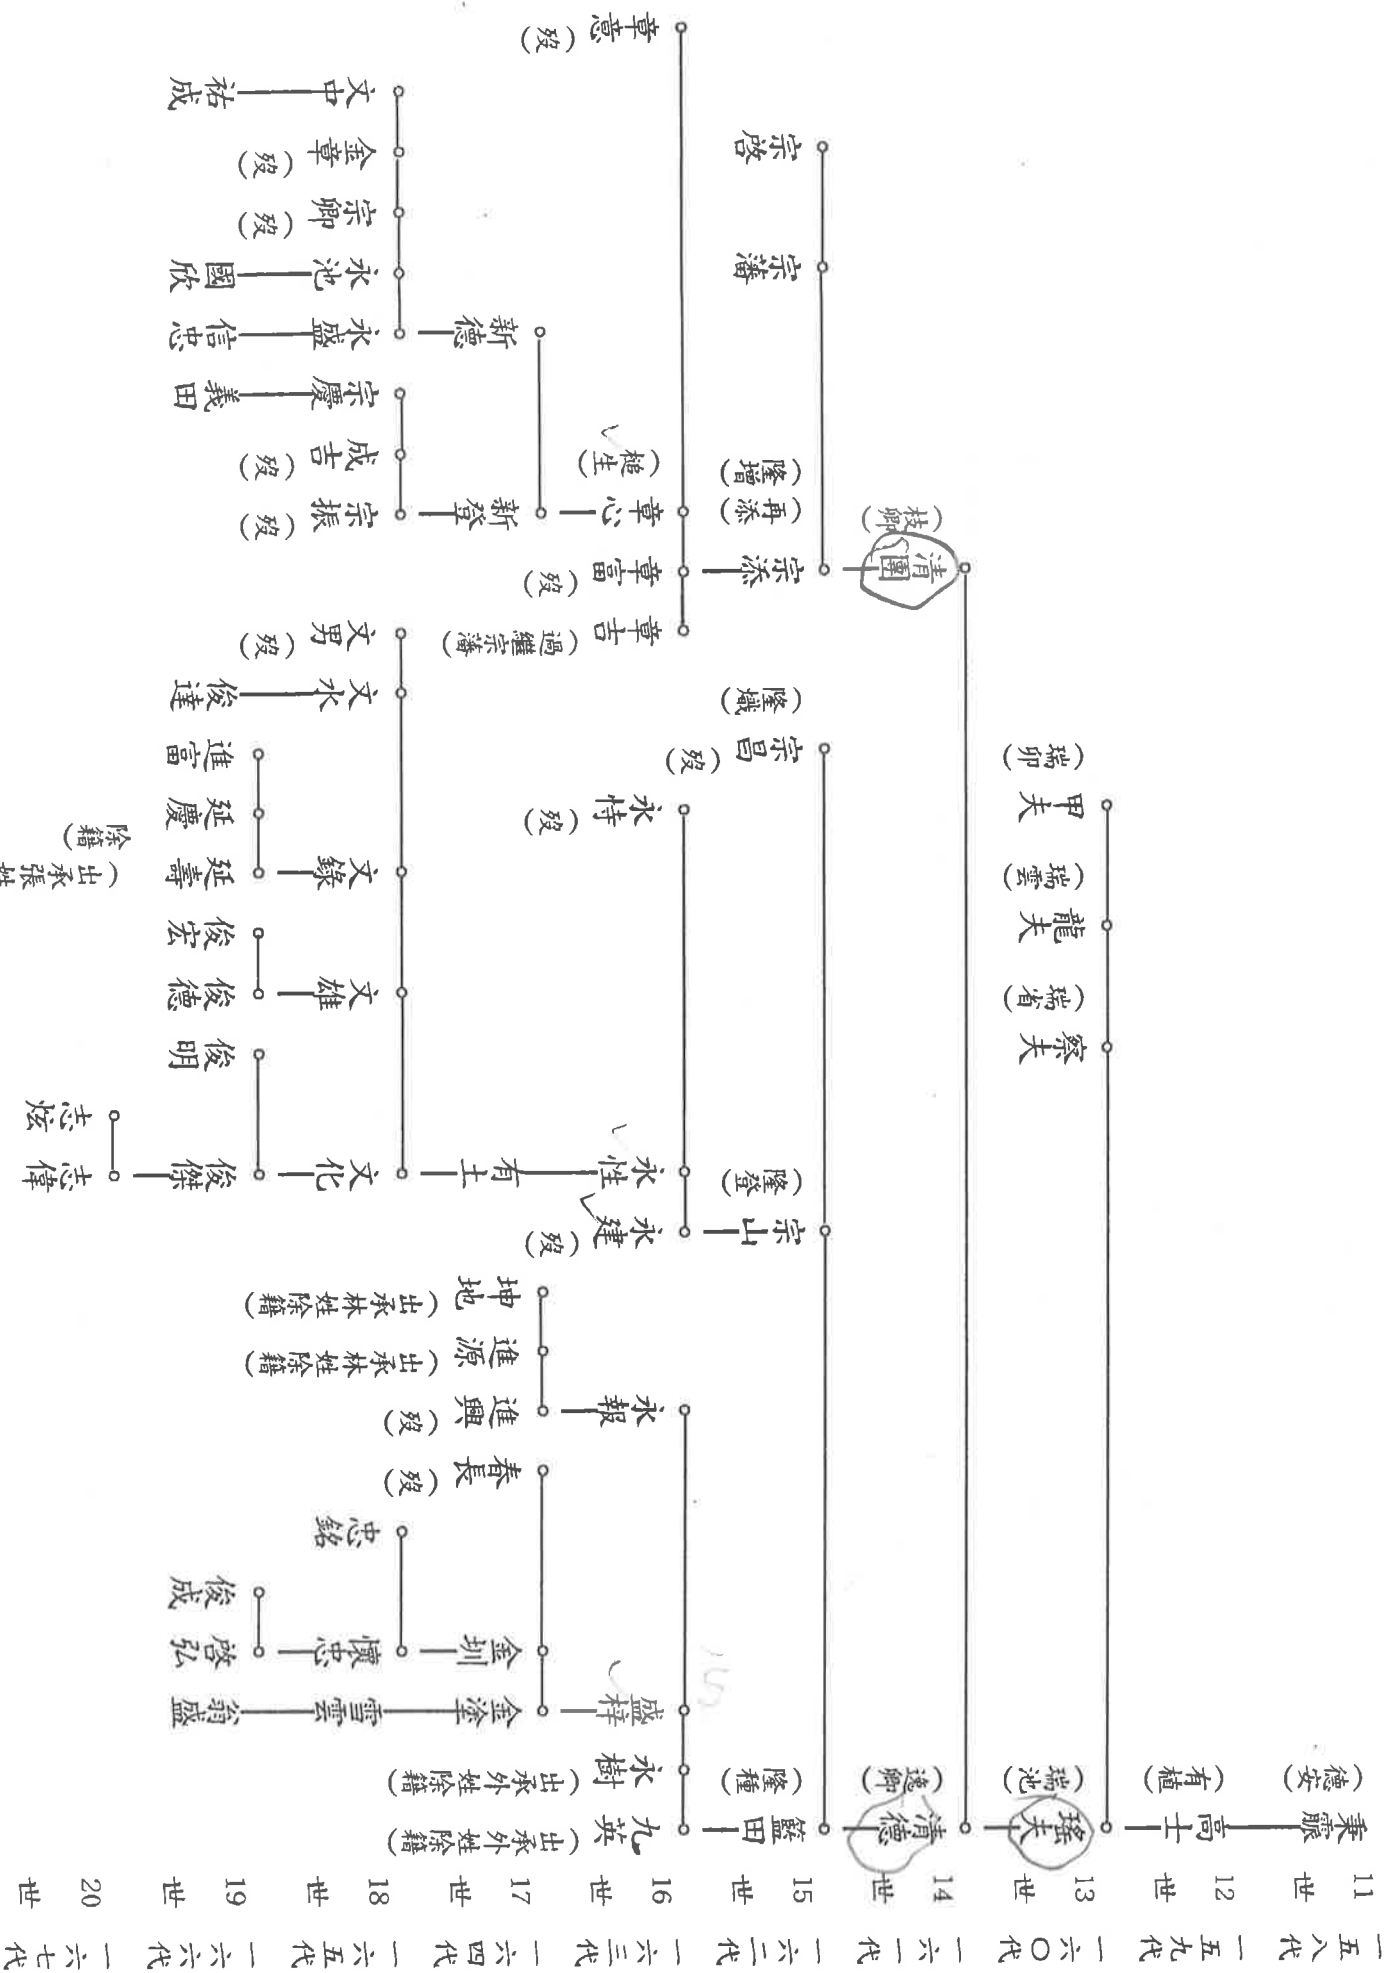 11世
一五八代
(德安)
12世
一五九代
高士
(有植)
13世
一六〇代
瑤夫
(瑞池)
察夫
(瑞省)
龍夫
(瑞雲)
甲夫
(瑞卯)
14世
一六一代
清德
(逸卿)
清團
(枝卿)
15世
一六二代
籃田
(隆種)
宗山
(隆登)
宗昌
(歿)
(隆熾)
宗添
(再添)
(隆增)
宗藩
宗啓
16世
一六三代
九英
(出承外姓除籍)
永樹
(出承外姓除籍)
盛梓
15
永報
永建
(歿)
永性
永恃
(歿)
章吉
(過繼宗藩)
章富
(歿)
章心
(槌生)
章意
(歿)
17世
一六四代
金塗
金圳
春長
(歿)
進興
(歿)
進源
(出承林姓除籍)
坤地
(出承林姓除籍)
有土
新登
新德
18世
一六五代
雪雲
懷忠
忠銘
文化
文雄
文錄
文水
文男
(歿)
宗振
(歿)
成吉
(歿)
宗慶
永盛
永池
宗卿
(歿)
金章
(歿)
文中
19世
一六六代
翁盛
啓弘
俊成
俊傑
俊明
俊德
俊宏
延壽
(出承張姓
除籍)
延慶
進富
俊達
義田
信忠
國欣
祐成
20世
一六七代
志偉
志炫